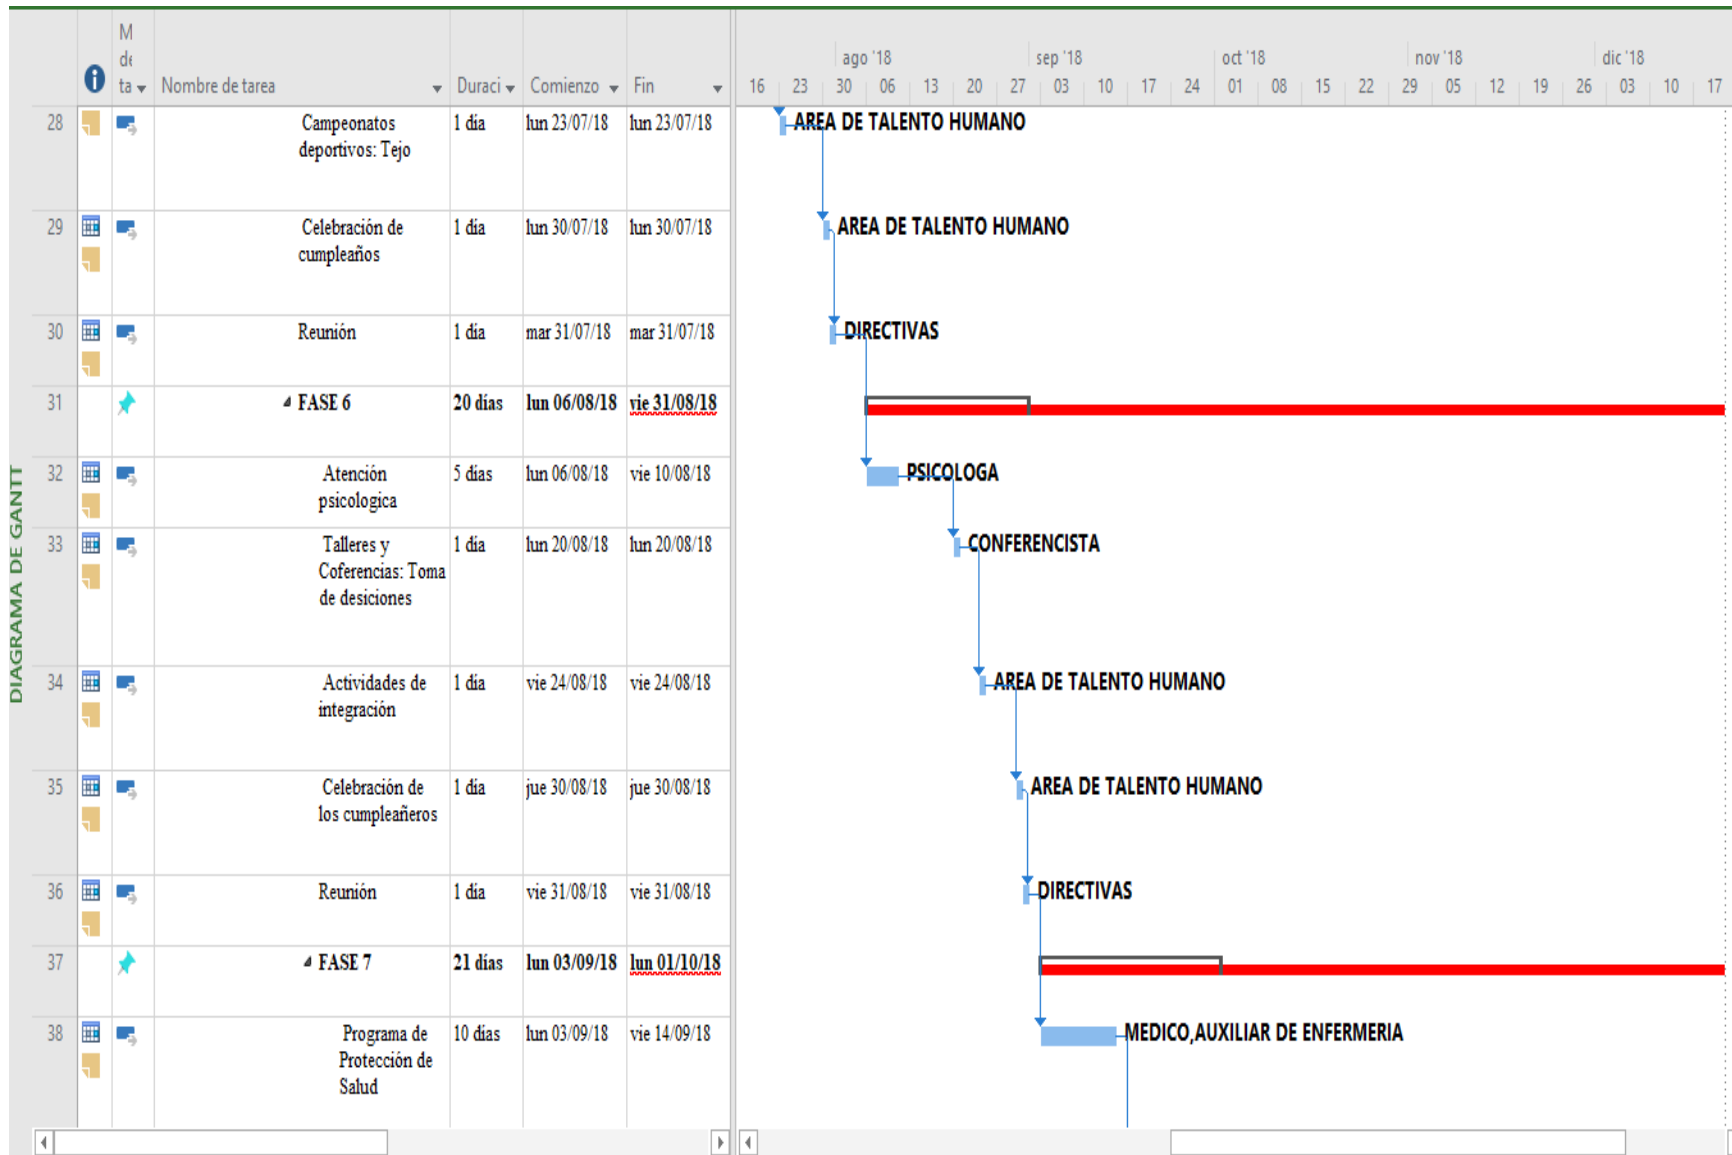 DIAGRAMA DE GANTT
M
de
ta
Nombre de tarea
Duraci
Comienzo
Fin
ago '18
sep '18
oct '18
nov '18
dic '18
16 23 30 06 13 20 27 03 10 17 24 01 08 15 22 29 05 12 19 26 03 10 17
28 Campeonatos 1 día lun 23/07/18 lun 23/07/18 AREA DE TALENTO HUMANO
deportivos: Tejo
29 Celebración de 1 día lun 30/07/18 lun 30/07/18 AREA DE TALENTO HUMANO
cumpleaños
30 Reunión 1 día mar 31/07/18 mar 31/07/18 DIRECTIVAS
31 FASE 6 20 días lun 06/08/18 vie 31/08/18
32 Atención 5 días lun 06/08/18 vie 10/08/18 PSICOLOGA
psicologica
33 Talleres y 1 día lun 20/08/18 lun 20/08/18 CONFERENCISTA
Coferencias: Toma
de desiciones
34 Actividades de 1 día vie 24/08/18 vie 24/08/18 AREA DE TALENTO HUMANO
integración
35 Celebración de 1 día jue 30/08/18 jue 30/08/18 AREA DE TALENTO HUMANO
los cumpleañeros
36 Reunión 1 día vie 31/08/18 vie 31/08/18 DIRECTIVAS
37 FASE 7 21 días lun 03/09/18 lun 01/10/18
38 Programa de 10 días lun 03/09/18 vie 14/09/18 MEDICO,AUXILIAR DE ENFERMERIA
Protección de
Salud